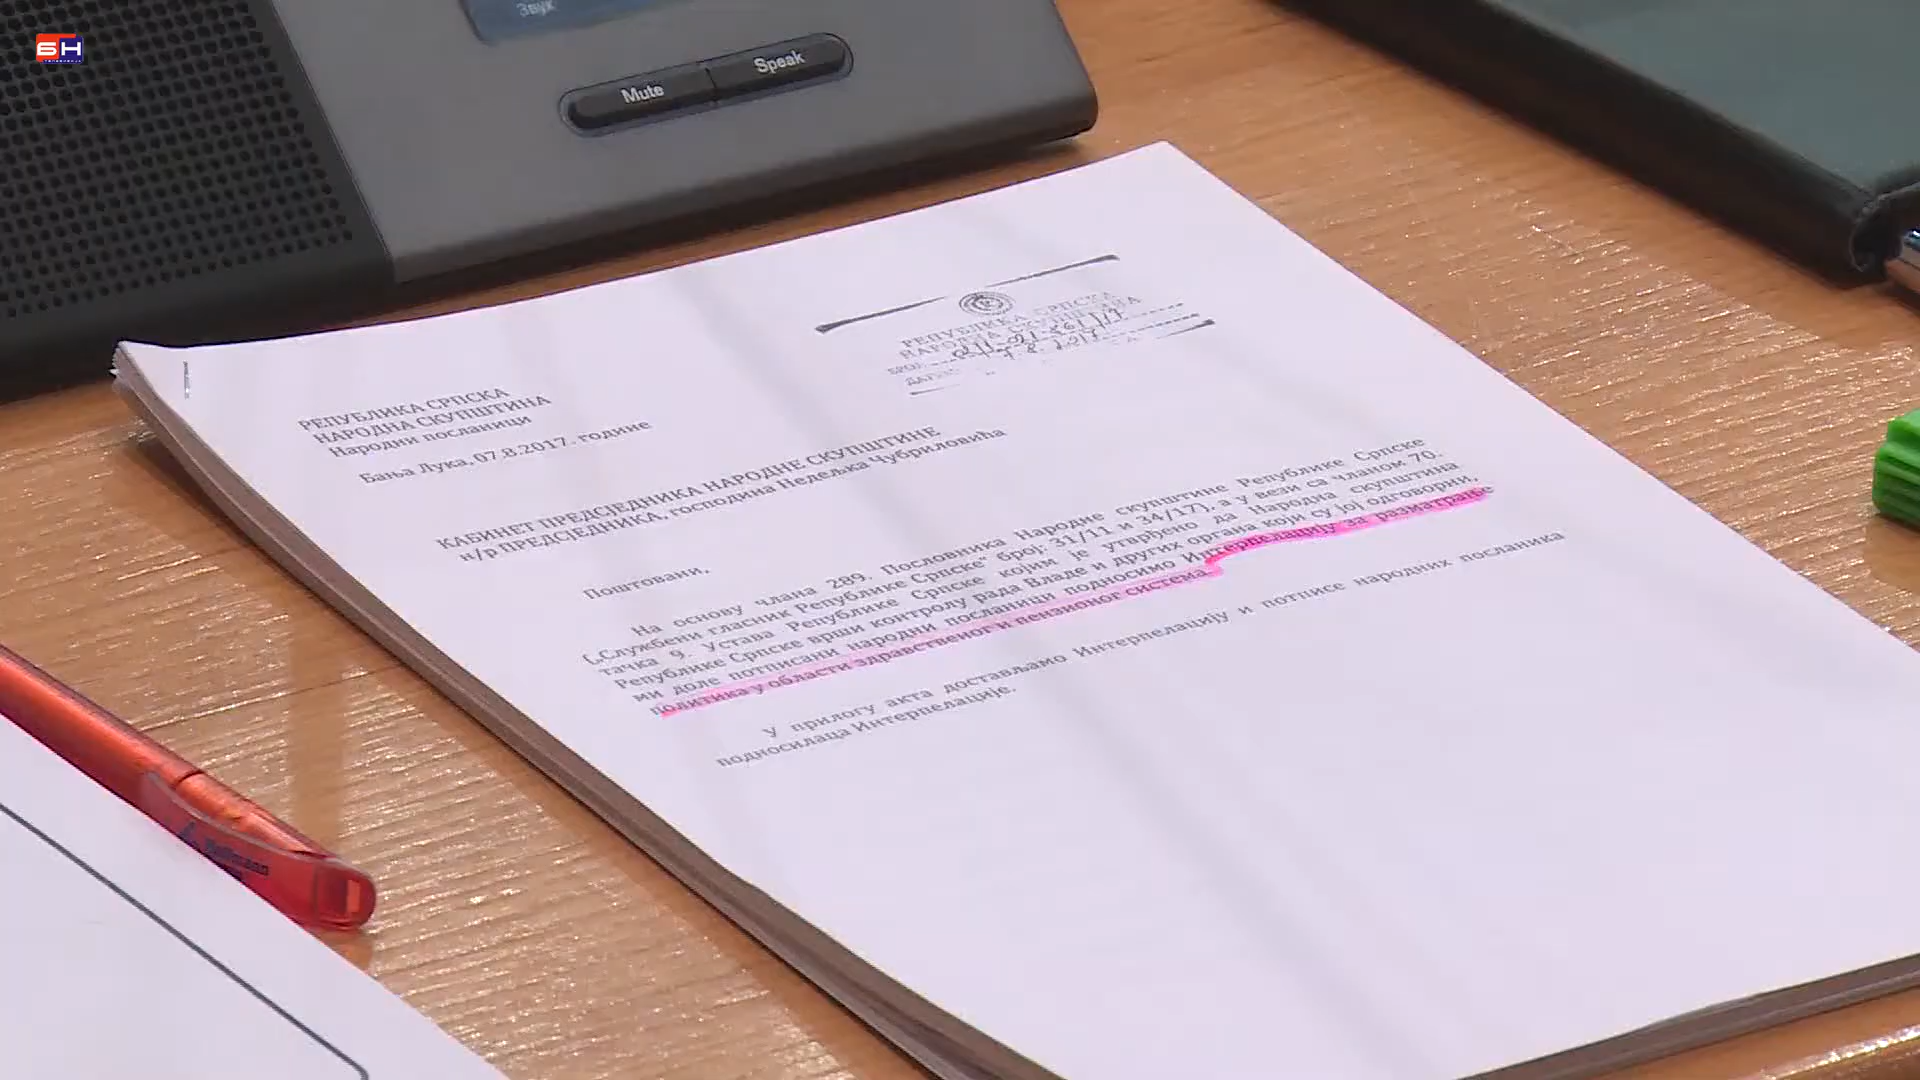 БН
Звук
Mute Speak
РЕПУБЛИКА СРПСКА
НАРОДНА СКУПШТИНА
БРОЈ:
РЕПУБЛИКА СРПСКА
НАРОДНА СКУПШТИНА
Народни посланици
Бања Лука, 07.8.2017. године
КАБИНЕТ ПРЕДСЈЕДНИКА НАРОДНЕ СКУПШТИНЕ
н/р ПРЕДСЈЕДНИКА, господина Недељка Чубриловића
Поштовани,
На основу члана 289. Пословника Народне скупштине Републике Српске
(„Службени гласник Републике Српске“ број: 31/11 и 34/17), а у вези са чланом 70.
тачка 9. Устава Републике Српске којим је утврђено да Народна скупштина
Републике Српске врши контролу рада Владе и других органа који су јој одговорни,
ми доле потписани народни посланици подносимо Интерпелацију за разматрање
политика у области здравственог и пензионог система.
У прилогу акта достављамо Интерпелацију и потписе народних посланика
подносилаца Интерпелације.